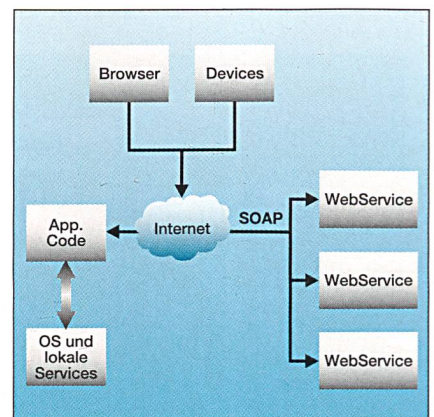 Browser
Devices
Internet
SOAP
WebService
App.
Code
WebService
OS und
lokale
Services
WebService